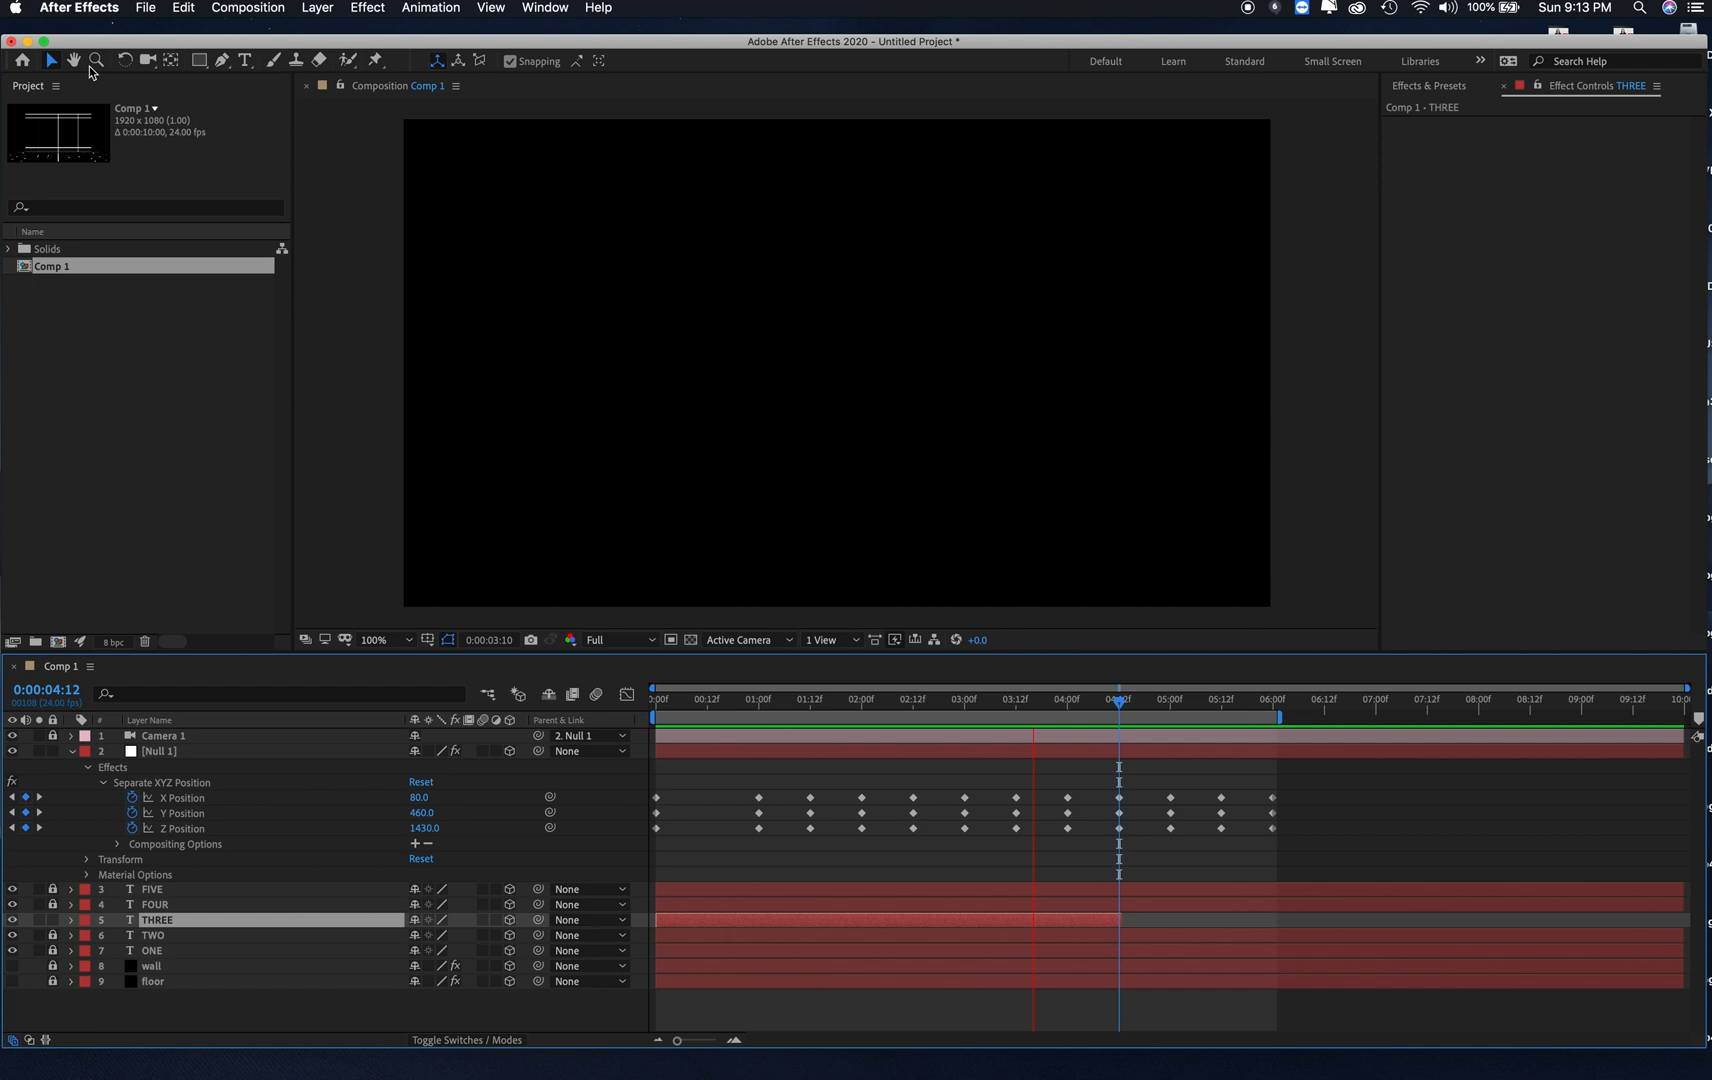 After Effects File Edit Composition Layer Effect Animation View Window Help 6 100% Sun 9:13 PM
Adobe After Effects 2020 - Untitled Project *
Snapping Default Learn Standard Small Screen Libraries >> Search Help
Project
Composition Comp 1
Effects & Presets
Effect Controls THREE
Comp 1
1920 x 1080 (1.00)
Δ 0:00:10:00, 24.00 fps
Comp 1 • THREE
Name
Solids
Comp 1
8 bpc
100% 0:00:03:10 Full Active Camera 1 View +0.0
Comp 1
0:00:04:12
00108 (24.00 fps)
:00f 00:12f 01:00f 01:12f 02:00f 02:12f 03:00f 03:12f 04:00f 05:00f 05:12f 06:00f 06:12f 07:00f 07:12f 08:00f 08:12f 09:00f 09:12f 10:0
# Layer Name fx Parent & Link
1 Camera 1 2. Null 1
2 [Null 1] fx None
Effects
fx Separate XYZ Position Reset
X Position 80.0
Y Position 460.0
Z Position 1430.0
Compositing Options + –
Transform Reset
Material Options
3 T FIVE None
4 T FOUR None
5 T THREE None
6 T TWO None
7 T ONE None
8 wall fx None
9 floor fx None
Toggle Switches / Modes